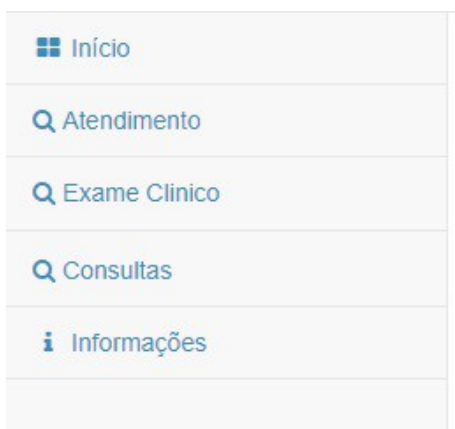 Início
Atendimento
Exame Clinico
Consultas
Informações